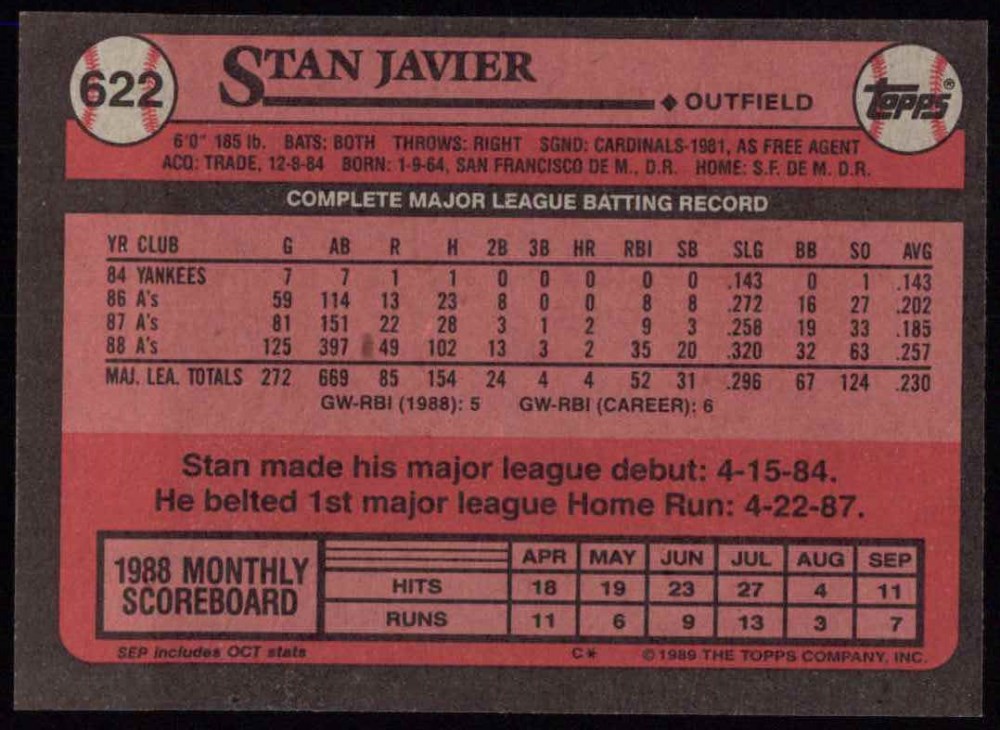 622 STAN JAVIER
OUTFIELD topps®
6'0" 185 lb. BATS: BOTH THROWS: RIGHT SGND: CARDINALS-1981, AS FREE AGENT
ACQ: TRADE, 12-8-84 BORN: 1-9-64, SAN FRANCISCO DE M., D.R. HOME: S.F. DE M. D.R.
COMPLETE MAJOR LEAGUE BATTING RECORD
YR CLUB G AB R H 2B 3B HR RBI SB SLG BB SO AVG
84 YANKEES 7 7 1 1 0 0 0 0 0 .143 0 1 .143
86 A's 59 114 13 23 8 0 0 8 8 .272 16 27 .202
87 A's 81 151 22 28 3 1 2 9 3 .258 19 33 .185
88 A's 125 397 49 102 13 3 2 35 20 .320 32 63 .257
MAJ. LEA. TOTALS 272 669 85 154 24 4 4 52 31 .296 67 124 .230
GW-RBI (1988): 5 GW-RBI (CAREER): 6
Stan made his major league debut: 4-15-84.
He belted 1st major league Home Run: 4-22-87.
1988 MONTHLY
SCOREBOARD
APR MAY JUN JUL AUG SEP
HITS 18 19 23 27 4 11
RUNS 11 6 9 13 3 7
SEP includes OCT stats C* © 1989 THE TOPPS COMPANY, INC.